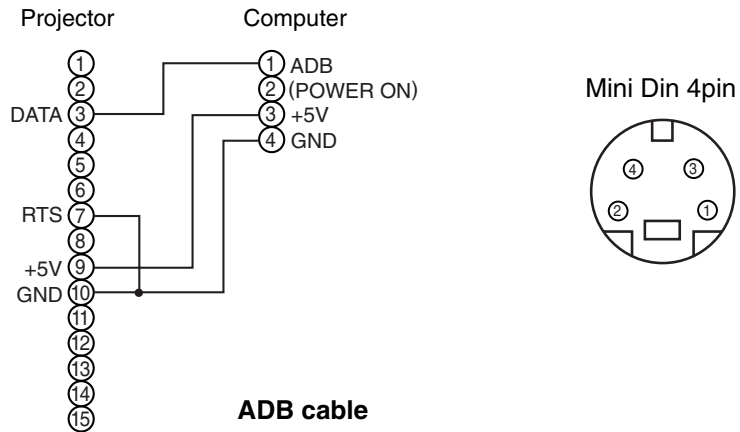 Projector Computer
1 1 ADB
2 2 (POWER ON)
DATA 3 3 +5V
4 4 GND
5
6
RTS 7
8
+5V 9
GND 10
11
12
13
14
15
ADB cable
Mini Din 4pin
4 3
2 1